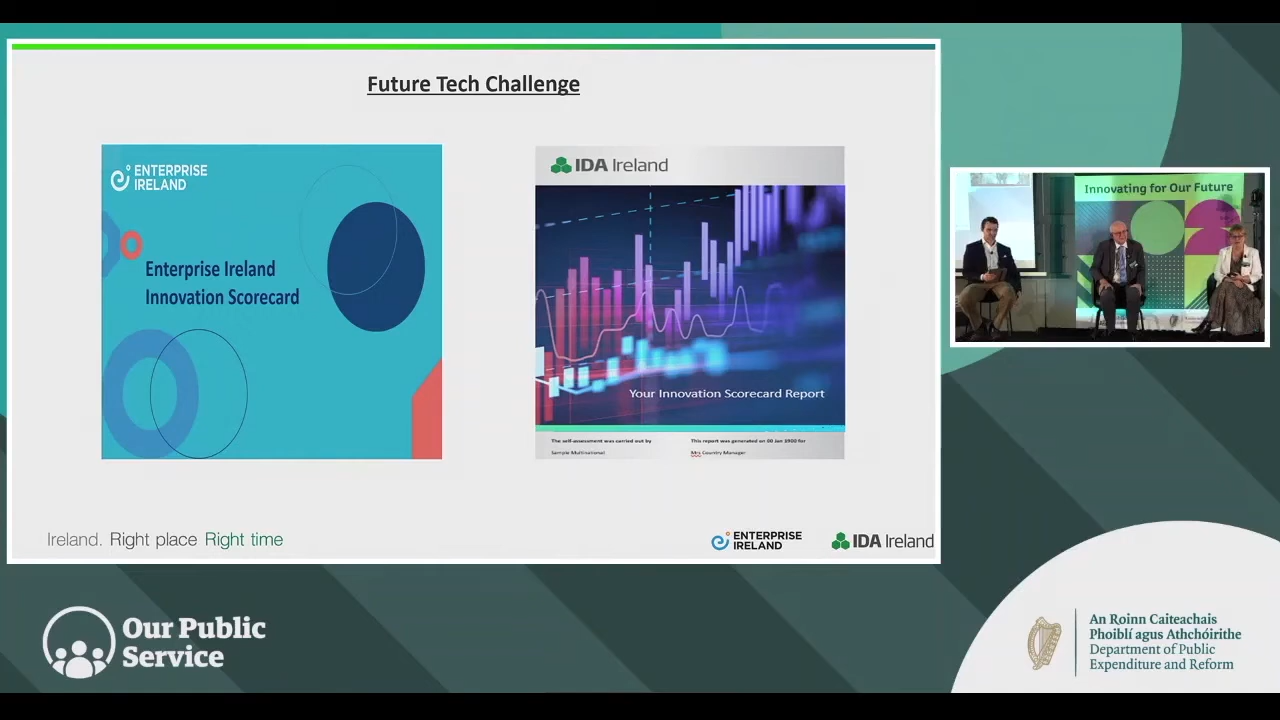 Future Tech Challenge
ENTERPRISE
IRELAND
Enterprise Ireland
Innovation Scorecard
IDA Ireland
Your Innovation Scorecard Report
The self-assessment was carried out by
Sample Multinational
This report was generated on 00 Jan 1900 for
Mrs Country Manager
Ireland. Right place Right time
ENTERPRISE
IRELAND
IDA Ireland
Innovating for Our Future
Our Public
Service
An Roinn Caiteachais
Phoiblí agus Athchóirithe
Department of Public
Expenditure and Reform